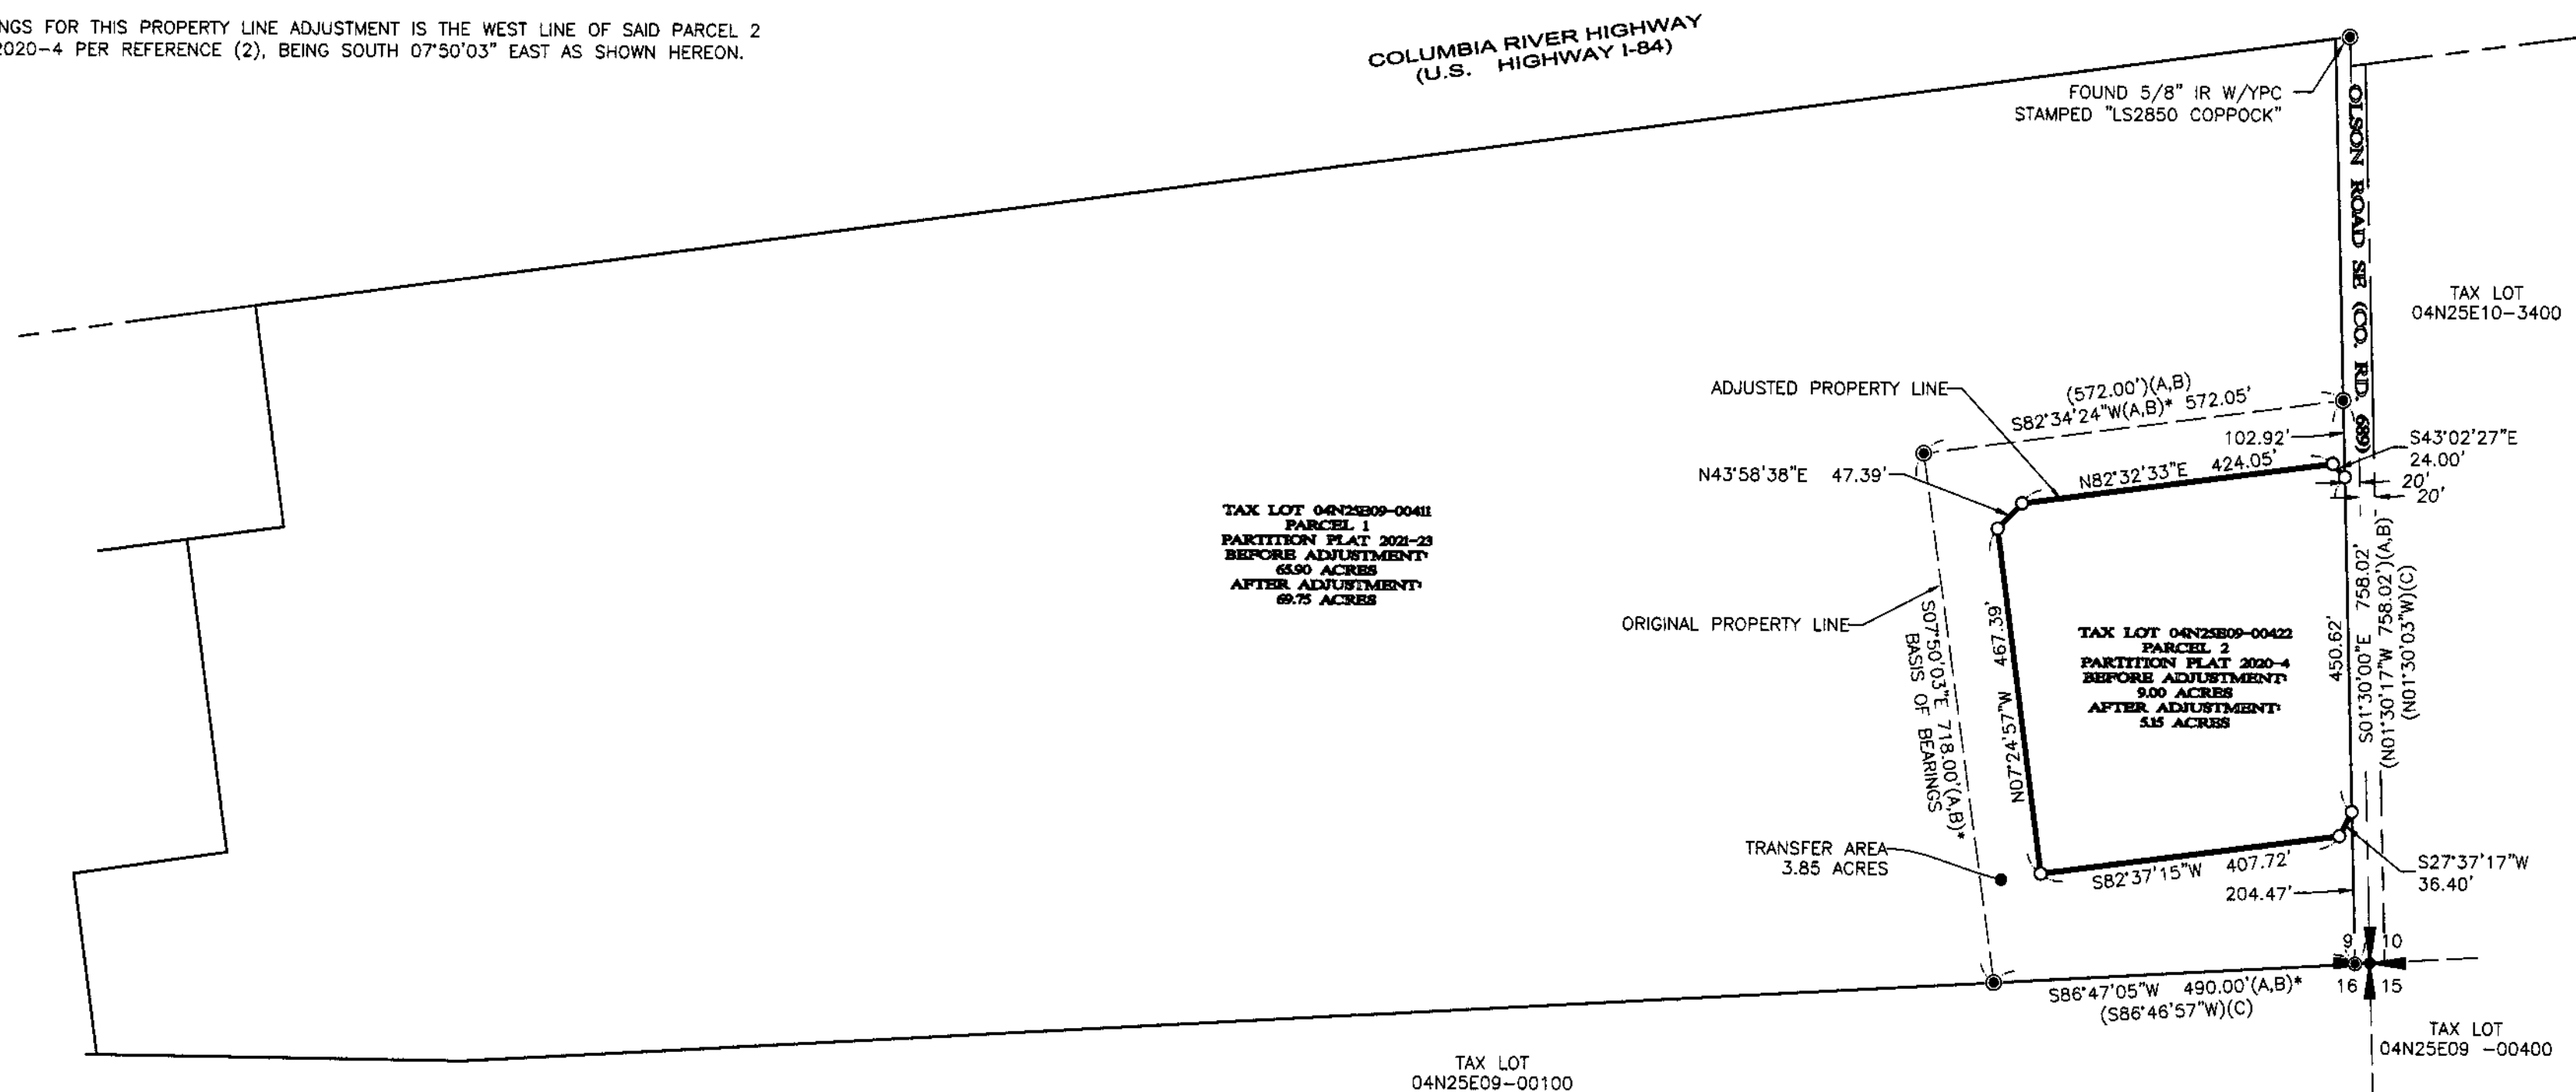 NGS FOR THIS PROPERTY LINE ADJUSTMENT IS THE WEST LINE OF SAID PARCEL 2
2020-4 PER REFERENCE (2), BEING SOUTH 07°50'03" EAST AS SHOWN HEREON.
COLUMBIA RIVER HIGHWAY
(U.S. HIGHWAY I-84)
FOUND 5/8" IR W/YPC
STAMPED "LS2850 COPPOCK"
OLSON ROAD SE (CO. RD. 689)
TAX LOT
04N25E10-3400
ADJUSTED PROPERTY LINE
(572.00')(A,B)
S82°34'24"W(A,B)* 572.05'
102.92'
S43°02'27"E
24.00'
20'
20'
N43°58'38"E 47.39'
N82°32'33"E 424.05'
TAX LOT 04N25E09-00411
PARCEL 1
PARTITION PLAT 2021-23
BEFORE ADJUSTMENT:
65.90 ACRES
AFTER ADJUSTMENT:
69.75 ACRES
ORIGINAL PROPERTY LINE
S07°50'03"E 718.00'(A,B)*
BASIS OF BEARINGS
N07°24'57"W 467.39'
TAX LOT 04N25E09-00422
PARCEL 2
PARTITION PLAT 2020-4
BEFORE ADJUSTMENT:
9.00 ACRES
AFTER ADJUSTMENT:
5.15 ACRES
450.62'
S01°30'00"E 758.02'
(N01°30'17"W 758.02')(A,B)
(N01°30'03"W)(C)
TRANSFER AREA
3.85 ACRES
S82°37'15"W 407.72'
S27°37'17"W
36.40'
204.47'
9 10
16 15
S86°47'05"W 490.00'(A,B)*
(S86°46'57"W)(C)
TAX LOT
04N25E09 -00400
TAX LOT
04N25E09-00100